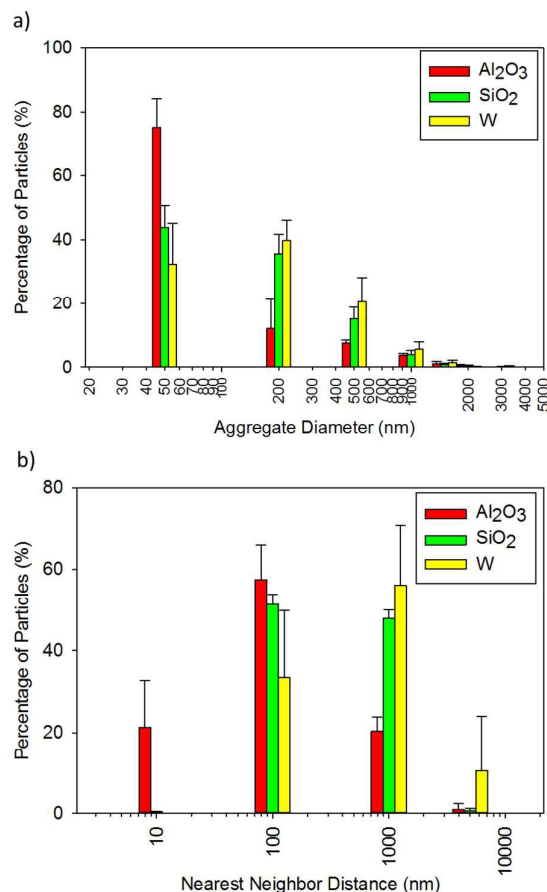 a)
Percentage of Particles (%)
100
80
60
40
20
0
Al₂O₃
SiO₂
W
20 30 40 50 60 70 80 90 100 200 300 400 500 600 700 800 900 1000 2000 3000 4000 5000
Aggregate Diameter (nm)
b)
Percentage of Particles (%)
80
60
40
20
0
Al₂O₃
SiO₂
W
10 100 1000 10000
Nearest Neighbor Distance (nm)